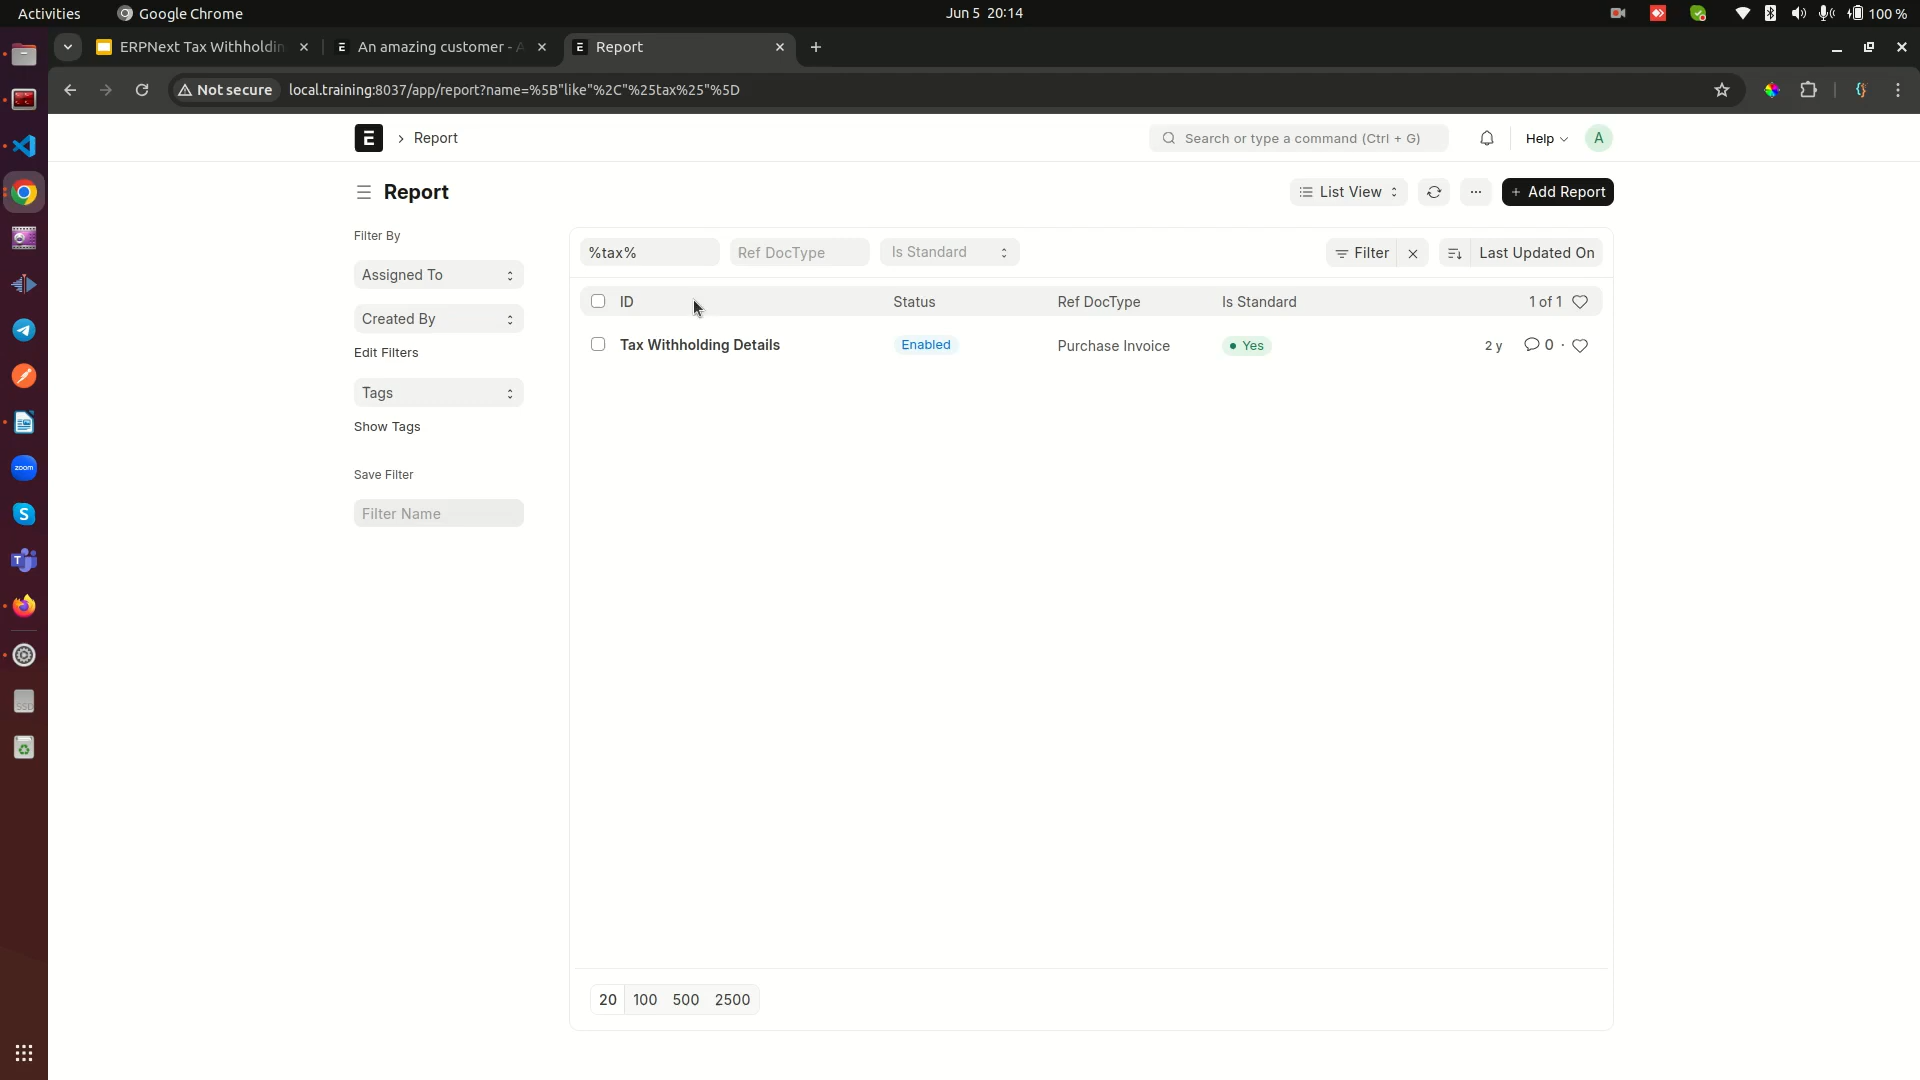 Activities
Google Chrome
Jun 5 20:14
100 %
ERPNext Tax Withholdin
An amazing customer - A
Report
Not secure
local.training:8037/app/report?name=%5B"like"%2C"%25tax%25"%5D
E
Report
Search or type a command (Ctrl + G)
Help
A
Report
List View
Add Report
Filter By
Assigned To
Created By
Edit Filters
Tags
Show Tags
Save Filter
Filter Name
%tax%
Ref DocType
Is Standard
Filter
Last Updated On
ID
Status
Ref DocType
Is Standard
1 of 1
Tax Withholding Details
Enabled
Purchase Invoice
Yes
2 y
0
20
100
500
2500
zoom
SSD